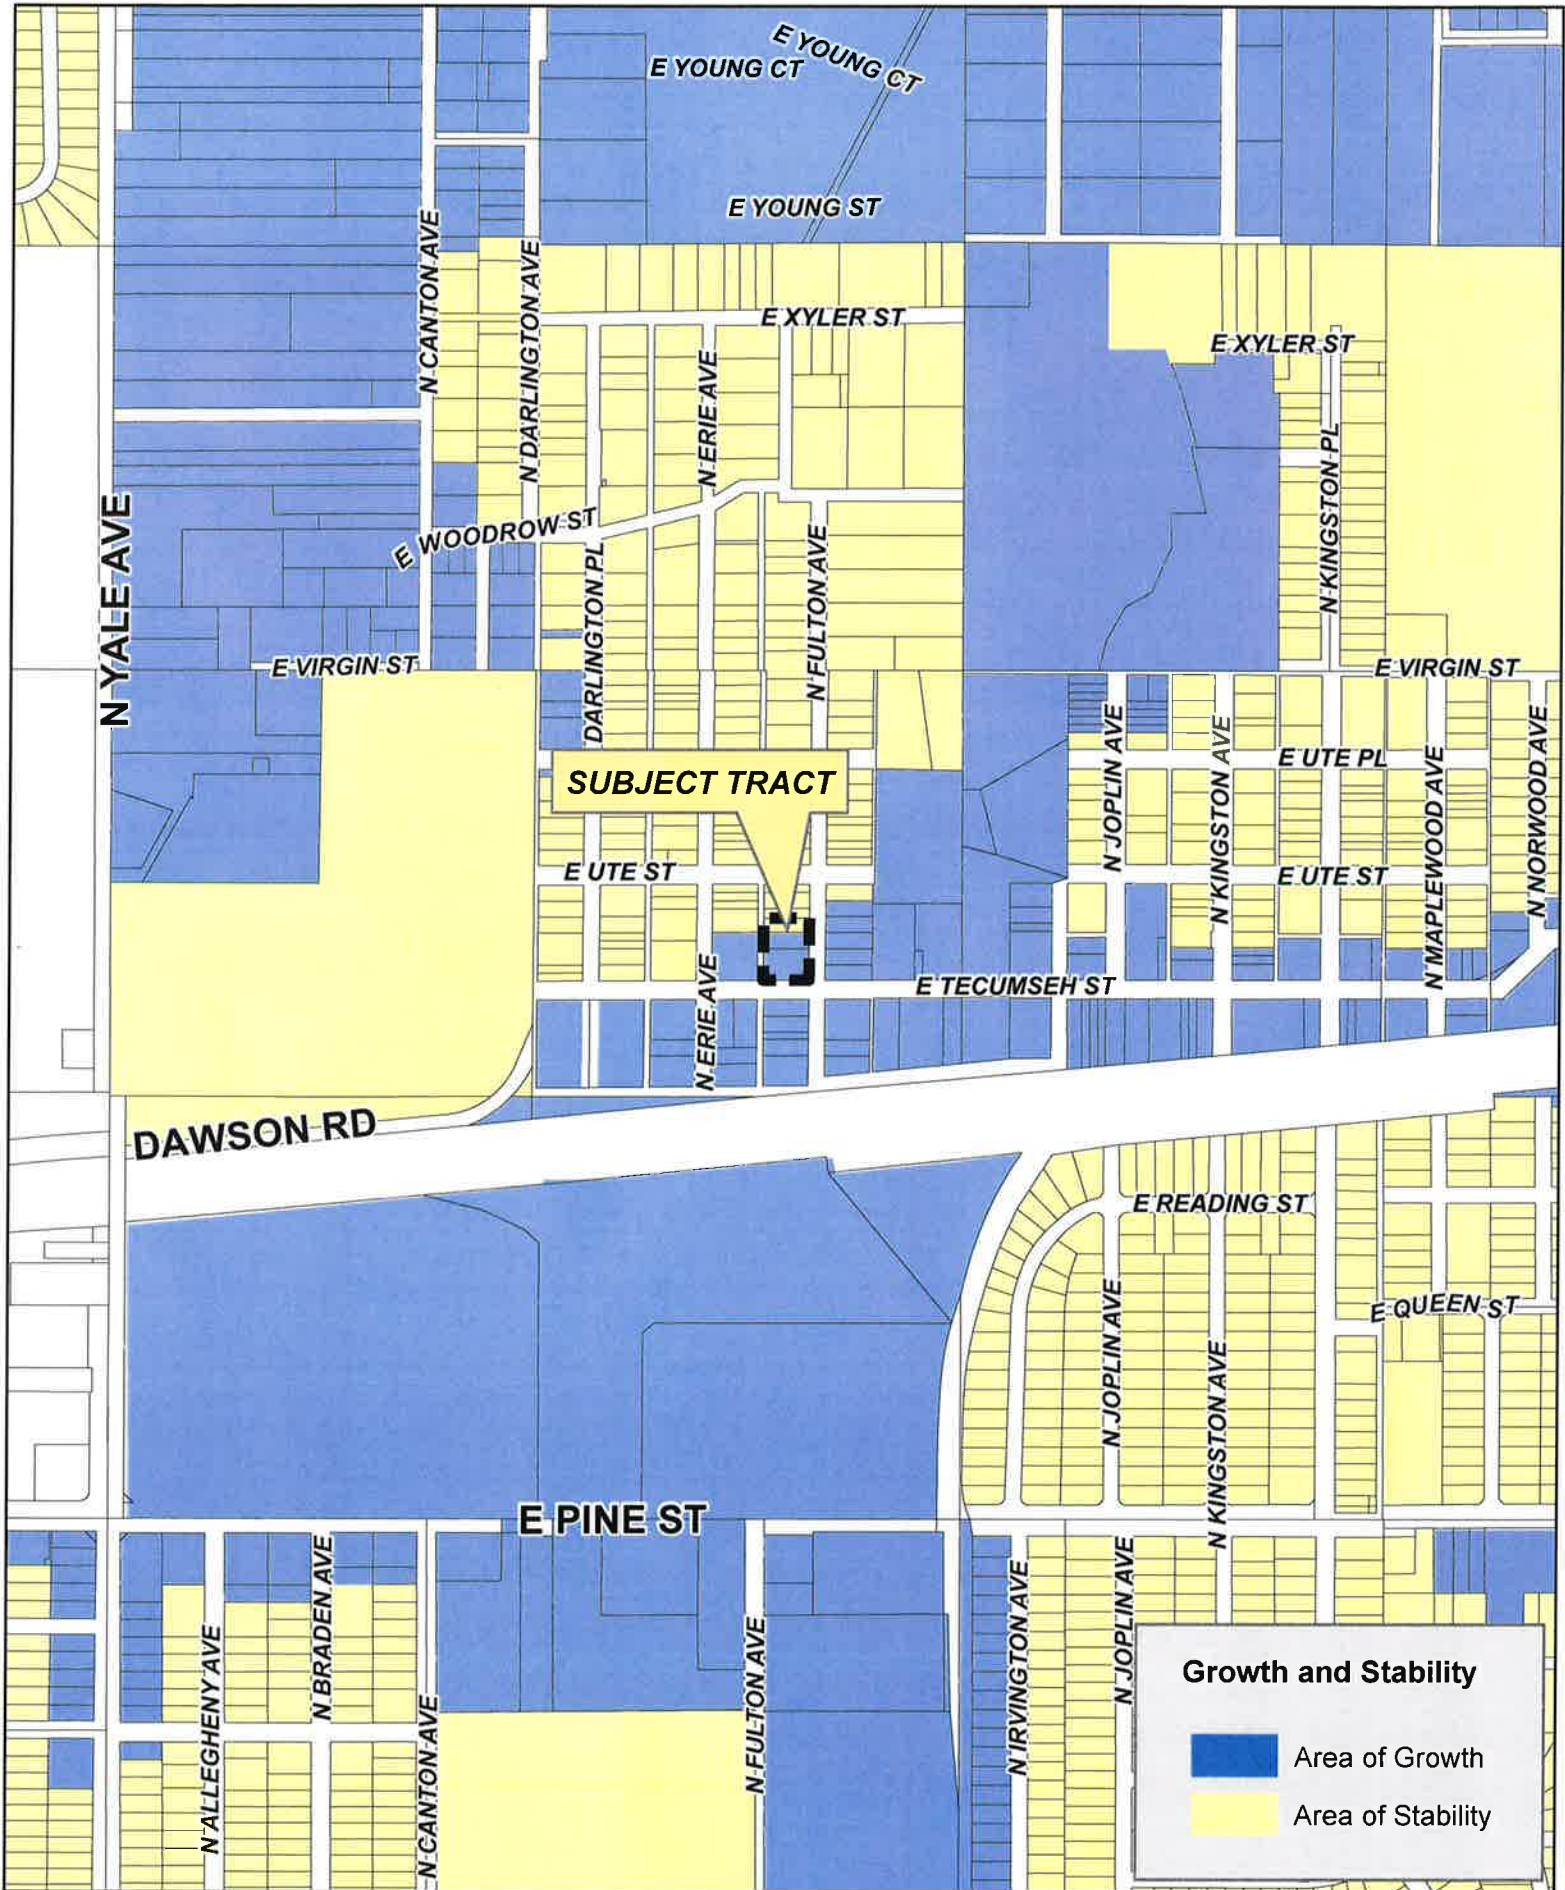 E YOUNG CT
E YOUNG CT
E YOUNG ST
N CANTON AVE
N DARLINGTON AVE
E XYLER ST
E XYLER ST
N ERIE AVE
N KINGSTON PL
N YALE AVE
E WOODROW ST
DARLINGTON PL
N FULTON AVE
E VIRGIN ST
E VIRGIN ST
N JOPLIN AVE
N KINGSTON AVE
E UTE PL
N MAPLEWOOD AVE
N NORWOOD AVE
SUBJECT TRACT
E UTE ST
E UTE ST
N ERIE AVE
E TECUMSEH ST
DAWSON RD
E READING ST
N JOPLIN AVE
E QUEEN ST
N KINGSTON AVE
E PINE ST
N ALLEGHENY AVE
N BRADEN AVE
N CANTON AVE
N FULTON AVE
N IRVINGTON AVE
N JOPLIN AVE
Growth and Stability
Area of Growth
Area of Stability